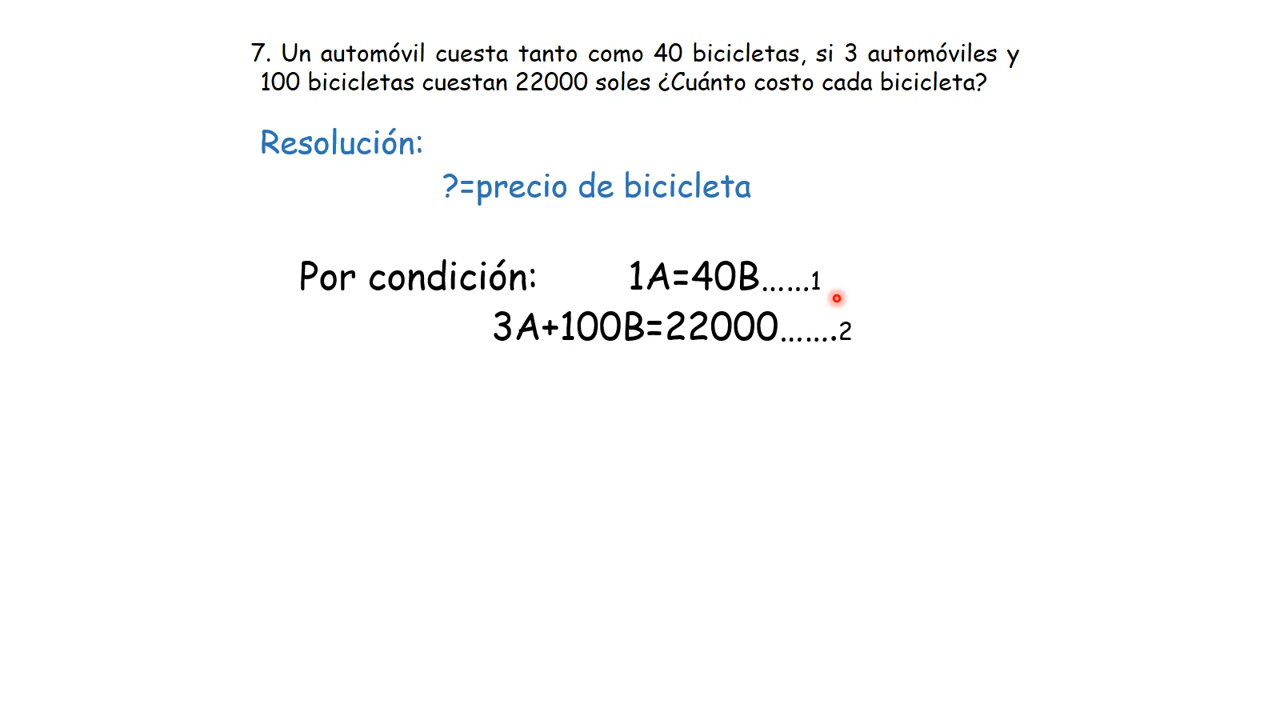 7. Un automóvil cuesta tanto como 40 bicicletas, si 3 automóviles y
100 bicicletas cuestan 22000 soles ¿Cuánto costo cada bicicleta?
Resolución:
?=precio de bicicleta
Por condición: 1A=40B......1
3A+100B=22000.......2